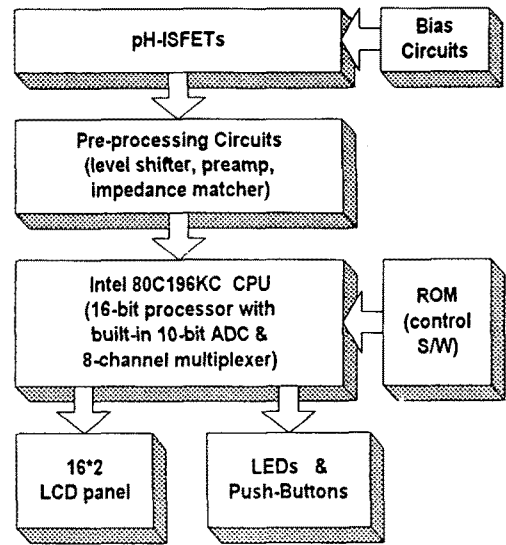 pH-ISFETs
Bias
Circuits
Pre-processing Circuits
(level shifter, preamp,
impedance matcher)
Intel 80C196KC CPU
(16-bit processor with
built-in 10-bit ADC &
8-channel multiplexer)
ROM
(control
S/W)
16*2
LCD panel
LEDs &
Push-Buttons